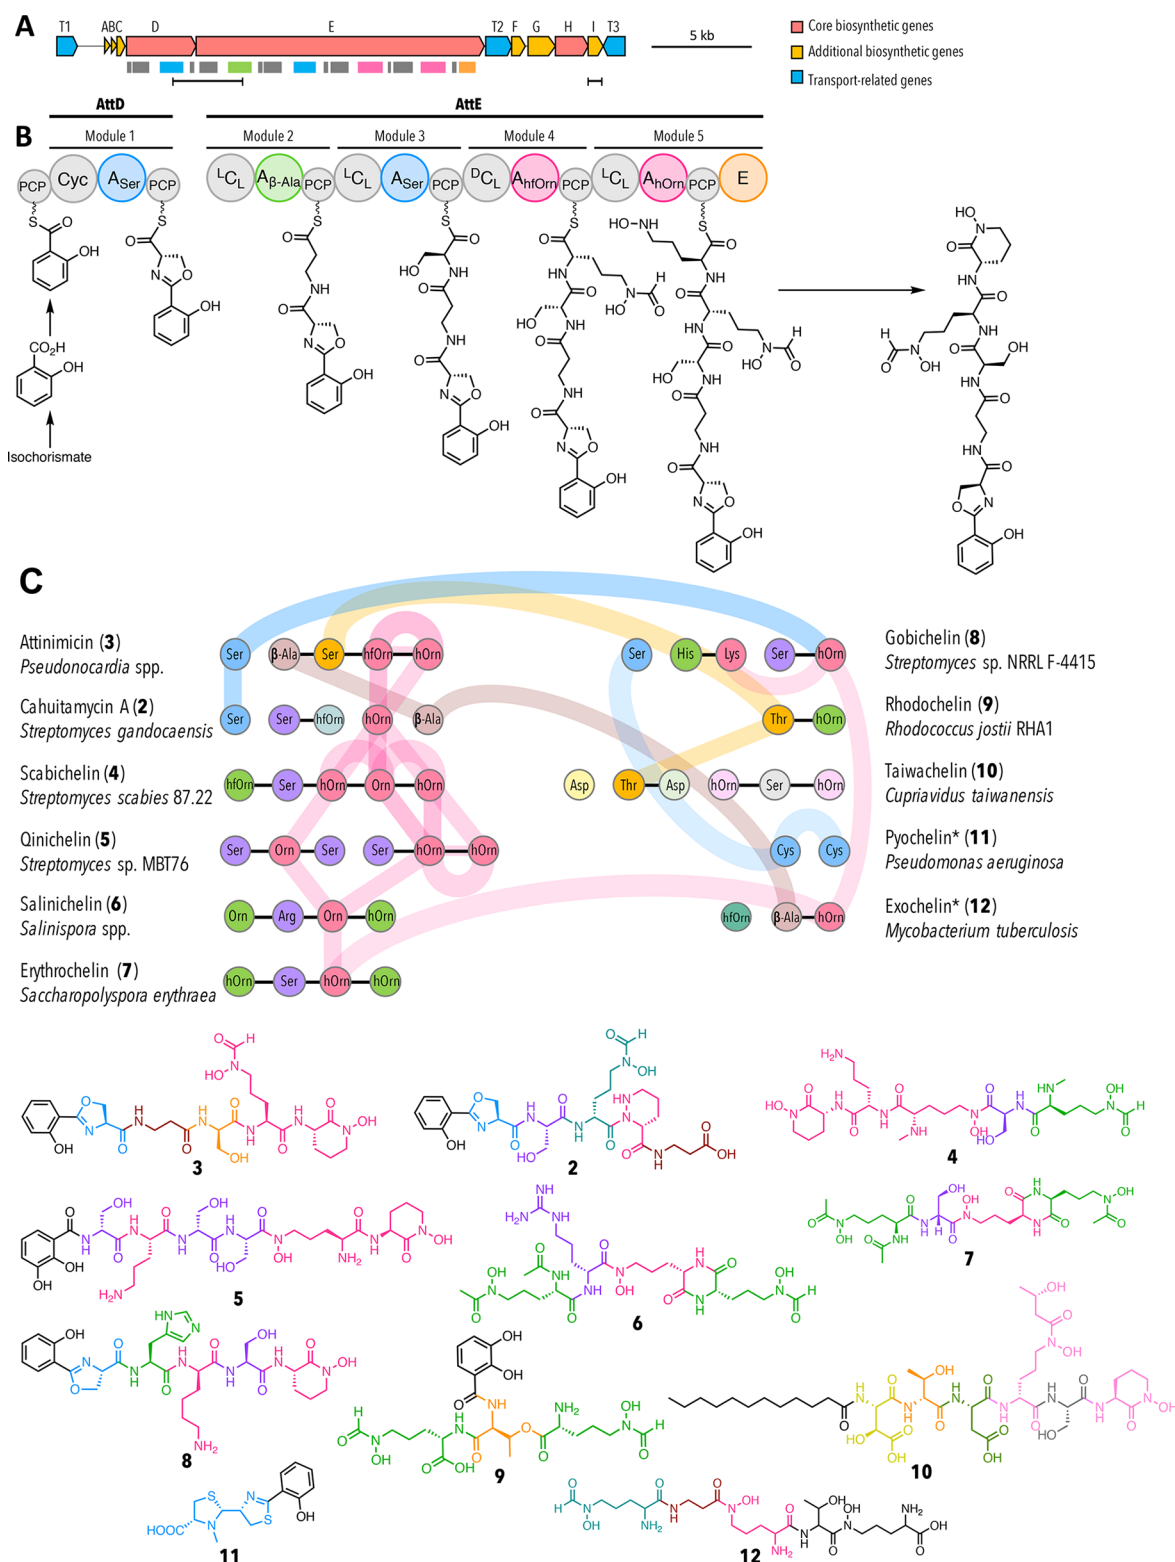 A
T1 ABC D E T2 F G H I T3
5 kb
Core biosynthetic genes
Additional biosynthetic genes
Transport-related genes
AttD AttE
B
Module 1 Module 2 Module 3 Module 4 Module 5
PCP Cyc ASer PCP LCL Aβ-Ala PCP LCL ASer PCP DCL AhfOrn PCP LCL AhOrn PCP E
Isochorismate
C
Attinimicin (3)
Pseudonocardia spp.
Ser β-Ala Ser hfOrn hOrn
Ser His Lys Ser hOrn
Gobichelin (8)
Streptomyces sp. NRRL F-4415
Cahuitamycin A (2)
Streptomyces gandocaensis
Ser Ser hfOrn hOrn β-Ala
Thr hOrn
Rhodochelin (9)
Rhodococcus jostii RHA1
Scabichelin (4)
Streptomyces scabies 87.22
hfOrn Ser hOrn Orn hOrn
Asp Thr Asp hOrn Ser hOrn
Taiwachelin (10)
Cupriavidus taiwanensis
Qinichelin (5)
Streptomyces sp. MBT76
Ser Orn Ser Ser hOrn hOrn
Cys Cys
Pyochelin* (11)
Pseudomonas aeruginosa
Salinichelin (6)
Salinispora spp.
Orn Arg Orn hOrn
hfOrn β-Ala hOrn
Exochelin* (12)
Mycobacterium tuberculosis
Erythrochelin (7)
Saccharopolyspora erythraea
hOrn Ser hOrn hOrn
3
2
4
5
6
7
8
9
10
11
12